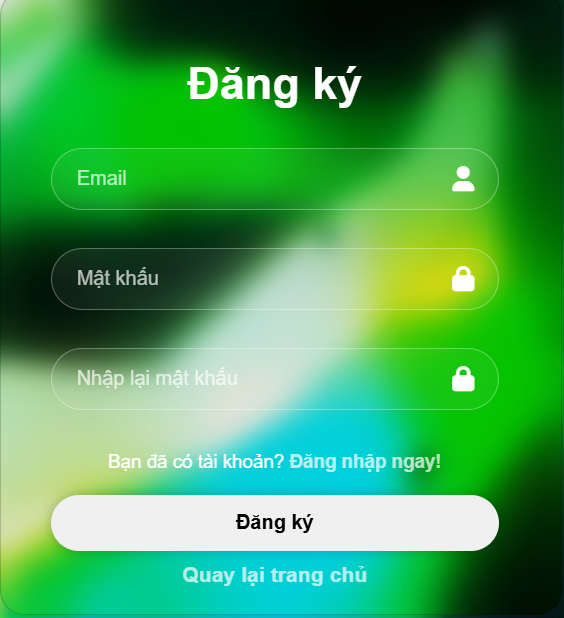 Đăng ký
Email
Mật khẩu
Nhập lại mật khẩu
Bạn đã có tài khoản? Đăng nhập ngay!
Đăng ký
Quay lại trang chủ